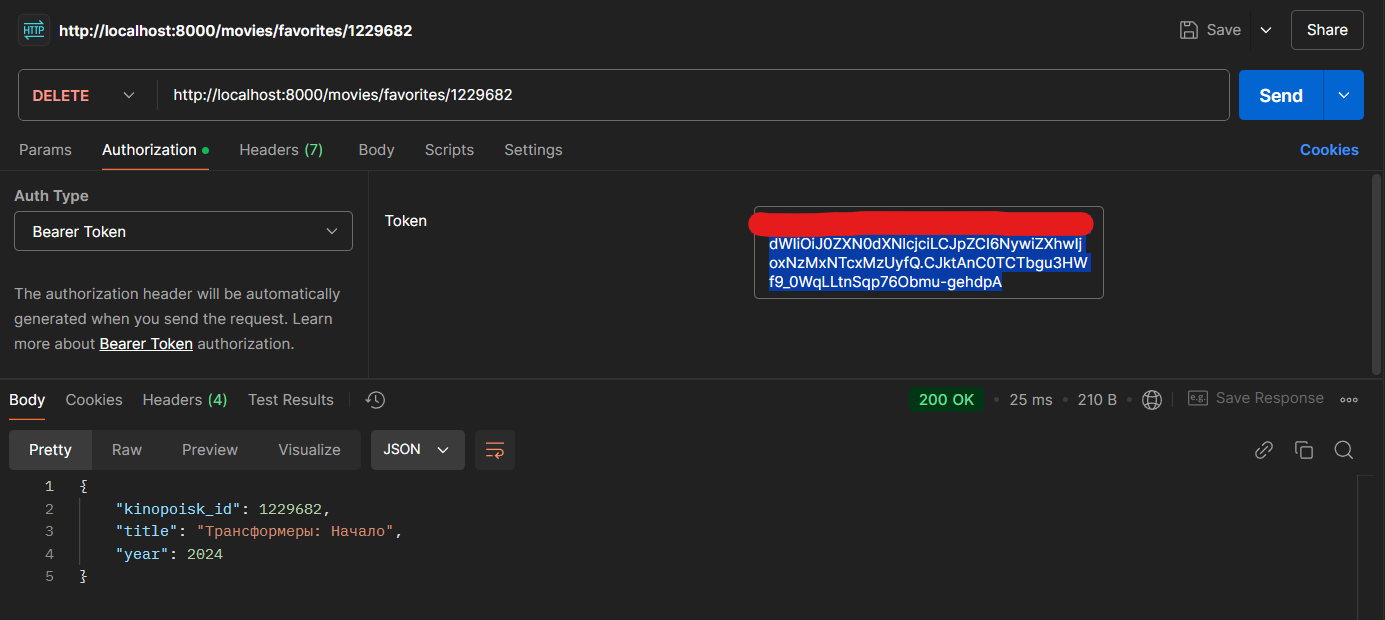 HTTP http://localhost:8000/movies/favorites/1229682 Save Share
DELETE http://localhost:8000/movies/favorites/1229682 Send
Params Authorization Headers (7) Body Scripts Settings Cookies
Auth Type
Bearer Token
The authorization header will be automatically
generated when you send the request. Learn
more about Bearer Token authorization.
Token
dWIiOiJ0ZXN0dXNlcjciLCJpZCI6NywiZXhwIj
oxNzMxNTcxMzUyfQ.CJktAnC0TCTbgu3HW
f9_0WqLLtnSqp76Obmu-gehdpA
Body Cookies Headers (4) Test Results 200 OK 25 ms 210 B e.g. Save Response
Pretty Raw Preview Visualize JSON
1 {
2 "kinopoisk_id": 1229682,
3 "title": "Трансформеры: Начало",
4 "year": 2024
5 }